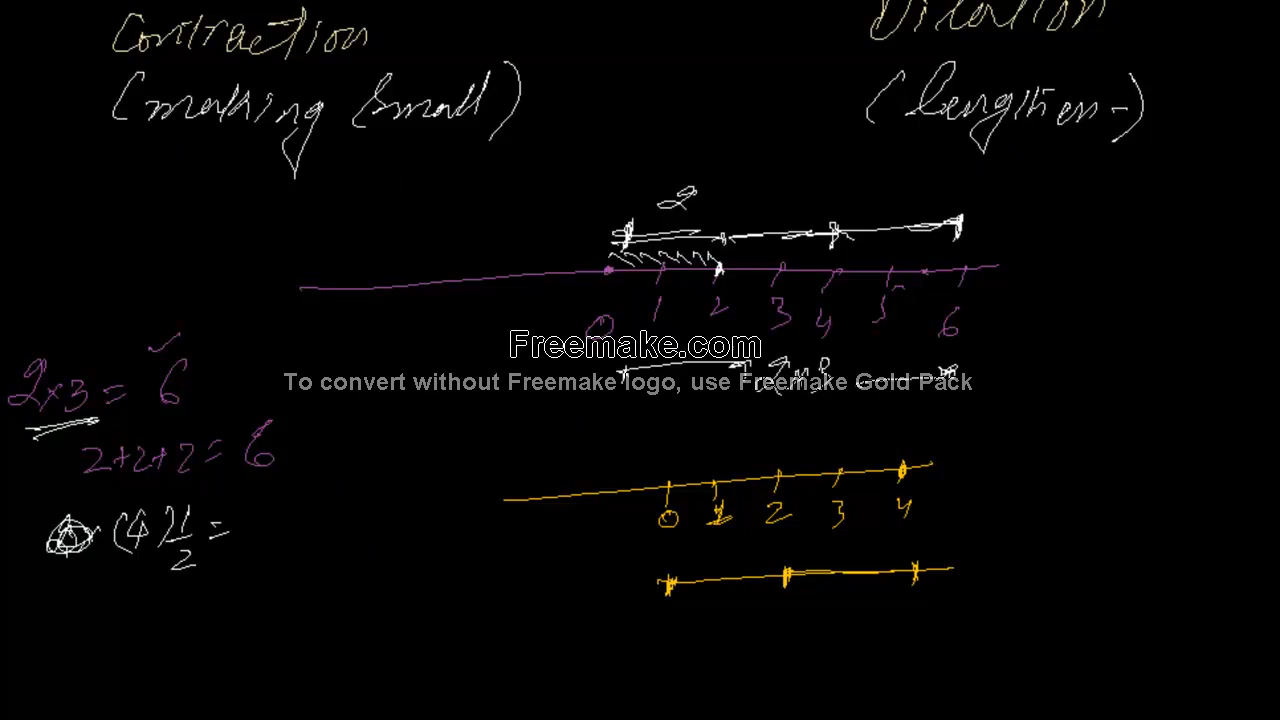 Contraction
Dilation
(making small)
(Lengthen-)
2
0 1 2 3 4 5 6
Freemake.com
To convert without Freemake logo, use Freemake Gold Pack
2×3= 6
2+2+2= 6
0 1 2 3 4
(4)1/2=